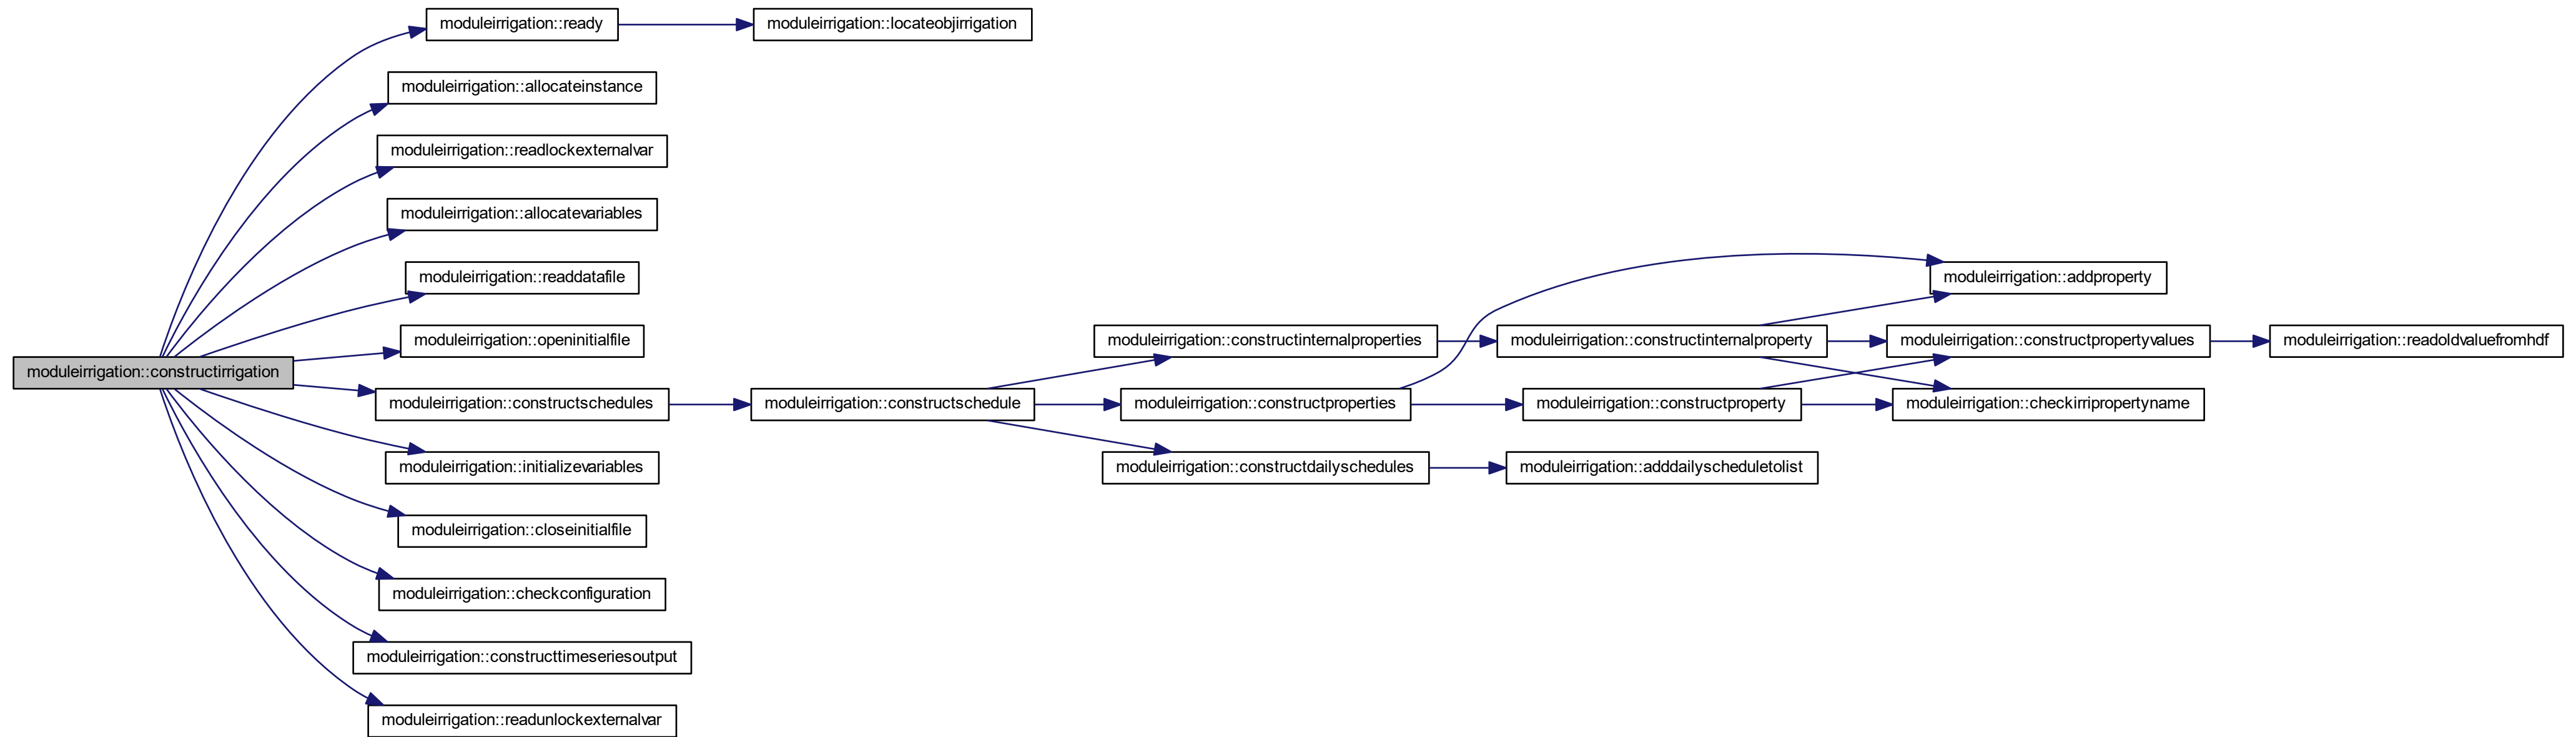 moduleirrigation::ready
moduleirrigation::locateobjirrigation
moduleirrigation::allocateinstance
moduleirrigation::readlockexternalvar
moduleirrigation::allocatevariables
moduleirrigation::readdatafile
moduleirrigation::addproperty
moduleirrigation::openinitialfile
moduleirrigation::constructinternalproperties
moduleirrigation::constructinternalproperty
moduleirrigation::constructpropertyvalues
moduleirrigation::readoldvaluefromhdf
moduleirrigation::constructirrigation
moduleirrigation::constructschedules
moduleirrigation::constructschedule
moduleirrigation::constructproperties
moduleirrigation::constructproperty
moduleirrigation::checkirripropertyname
moduleirrigation::initializevariables
moduleirrigation::constructdailyschedules
moduleirrigation::adddailyscheduletolist
moduleirrigation::closeinitialfile
moduleirrigation::checkconfiguration
moduleirrigation::constructtimeseriesoutput
moduleirrigation::readunlockexternalvar